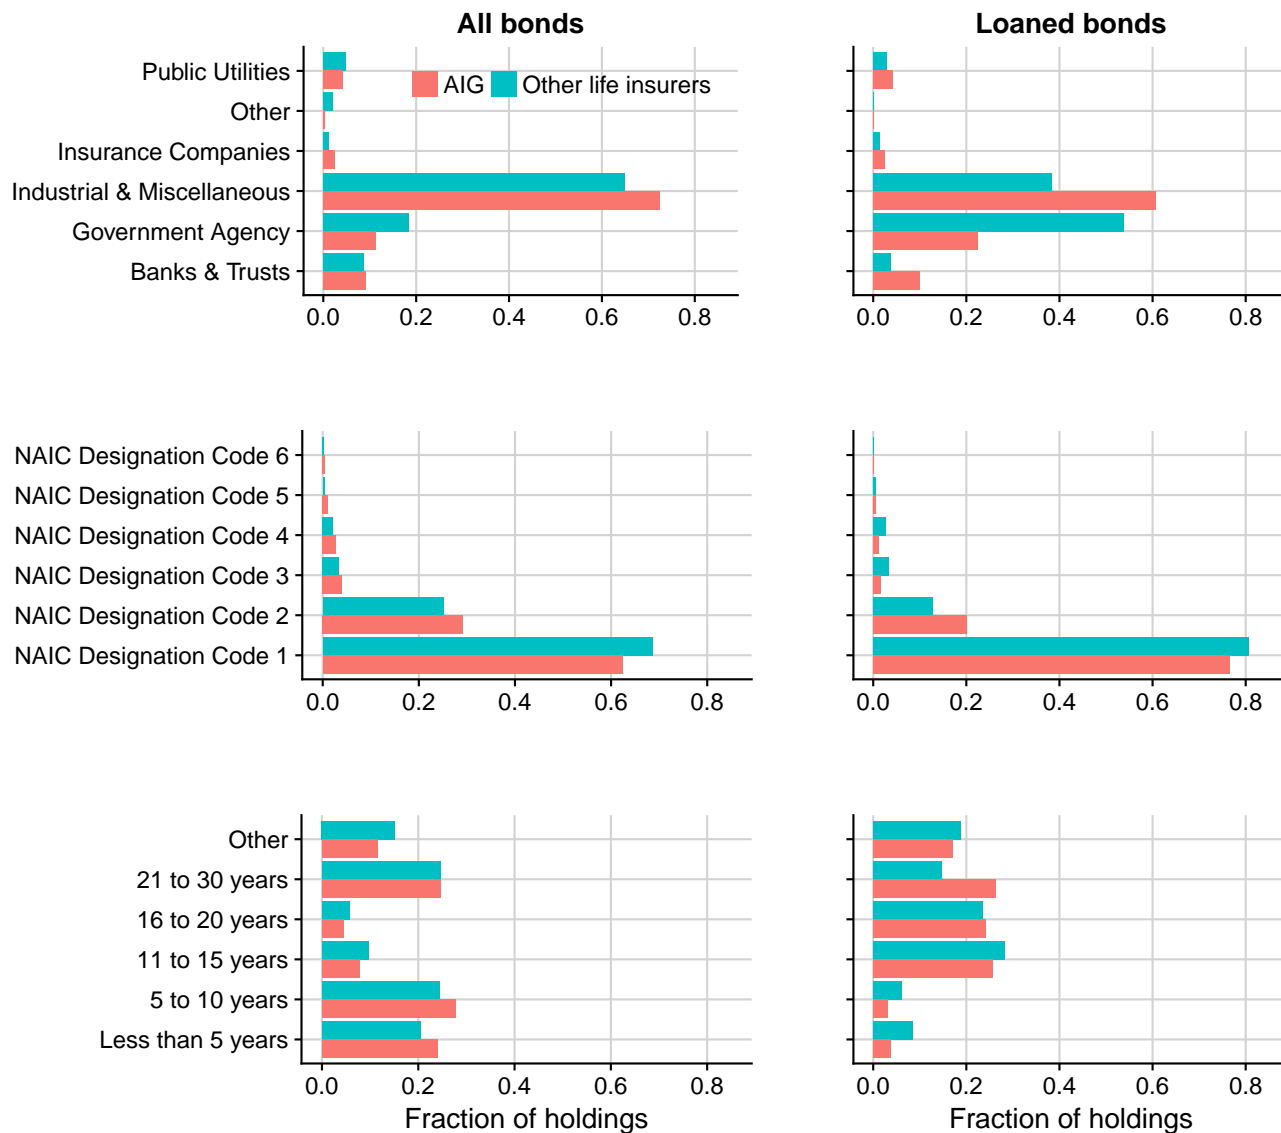 All bonds
Loaned bonds
AIG
Other life insurers
Public Utilities
Other
Insurance Companies
Industrial & Miscellaneous
Government Agency
Banks & Trusts
0.0 0.2 0.4 0.6 0.8
0.0 0.2 0.4 0.6 0.8
NAIC Designation Code 6
NAIC Designation Code 5
NAIC Designation Code 4
NAIC Designation Code 3
NAIC Designation Code 2
NAIC Designation Code 1
0.0 0.2 0.4 0.6 0.8
0.0 0.2 0.4 0.6 0.8
Other
21 to 30 years
16 to 20 years
11 to 15 years
5 to 10 years
Less than 5 years
0.0 0.2 0.4 0.6 0.8
0.0 0.2 0.4 0.6 0.8
Fraction of holdings
Fraction of holdings